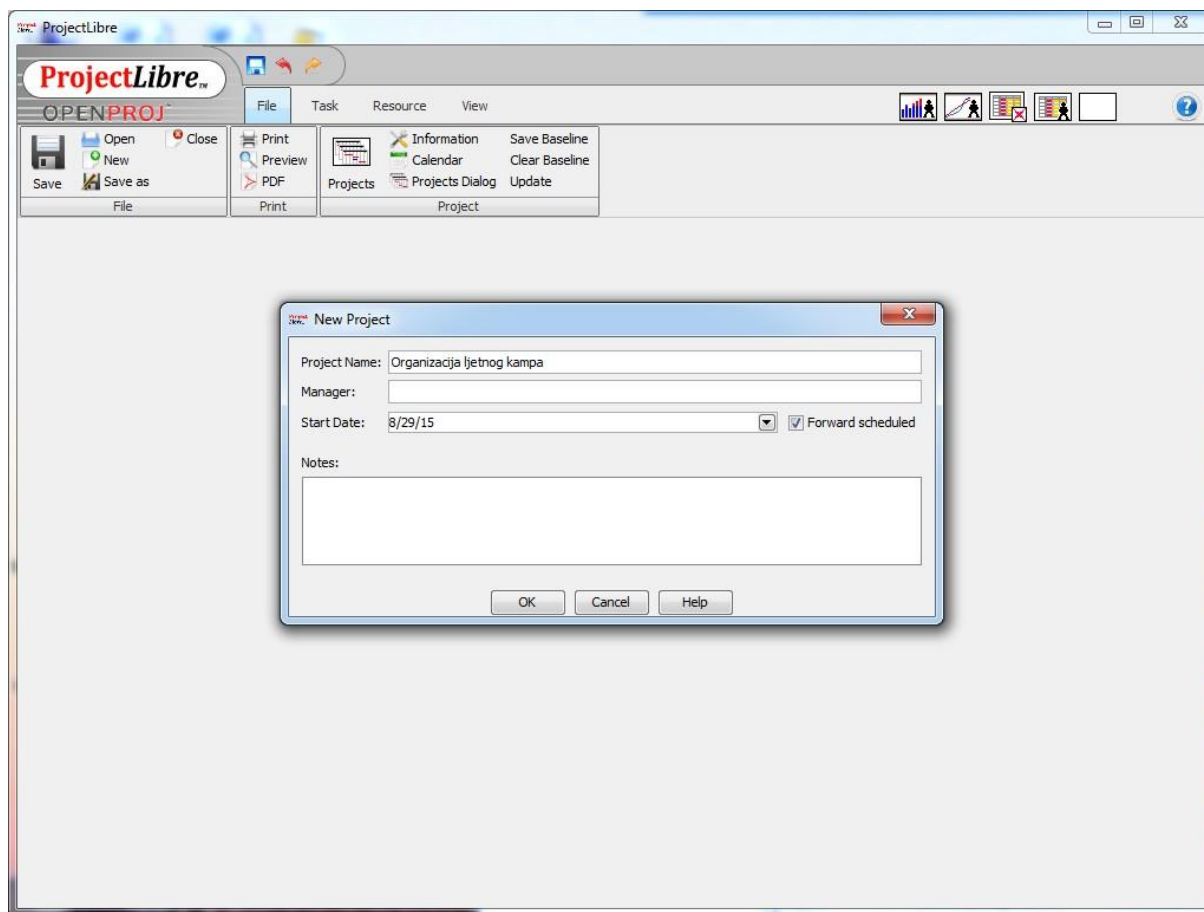 ProjectLibre
ProjectLibre™
OPENPROJ
File Task Resource View
Save
Open
New
Save as
Close
File
Print
Preview
PDF
Print
Projects
Information
Calendar
Projects Dialog
Save Baseline
Clear Baseline
Update
Project
New Project
Project Name: Organizacija ljetnog kampa
Manager:
Start Date: 8/29/15 Forward scheduled
Notes:
OK Cancel Help